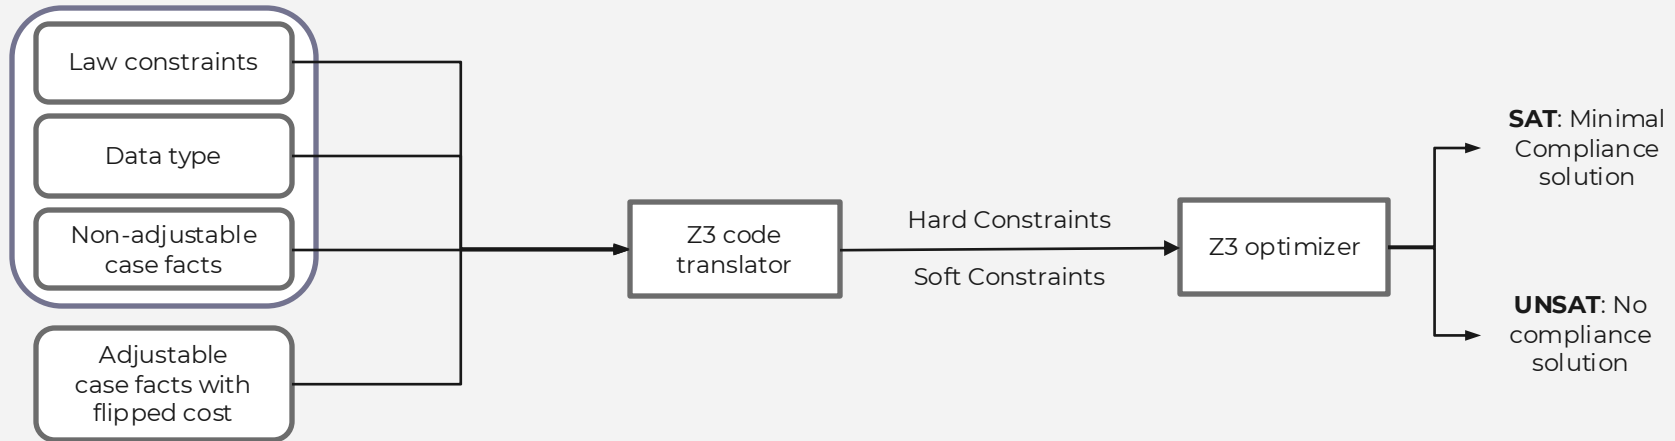 Law constraints
Data type
Non-adjustable
case facts
Adjustable
case facts with
flipped cost
Z3 code
translator
Hard Constraints
Soft Constraints
Z3 optimizer
SAT: Minimal
Compliance
solution
UNSAT: No
compliance
solution